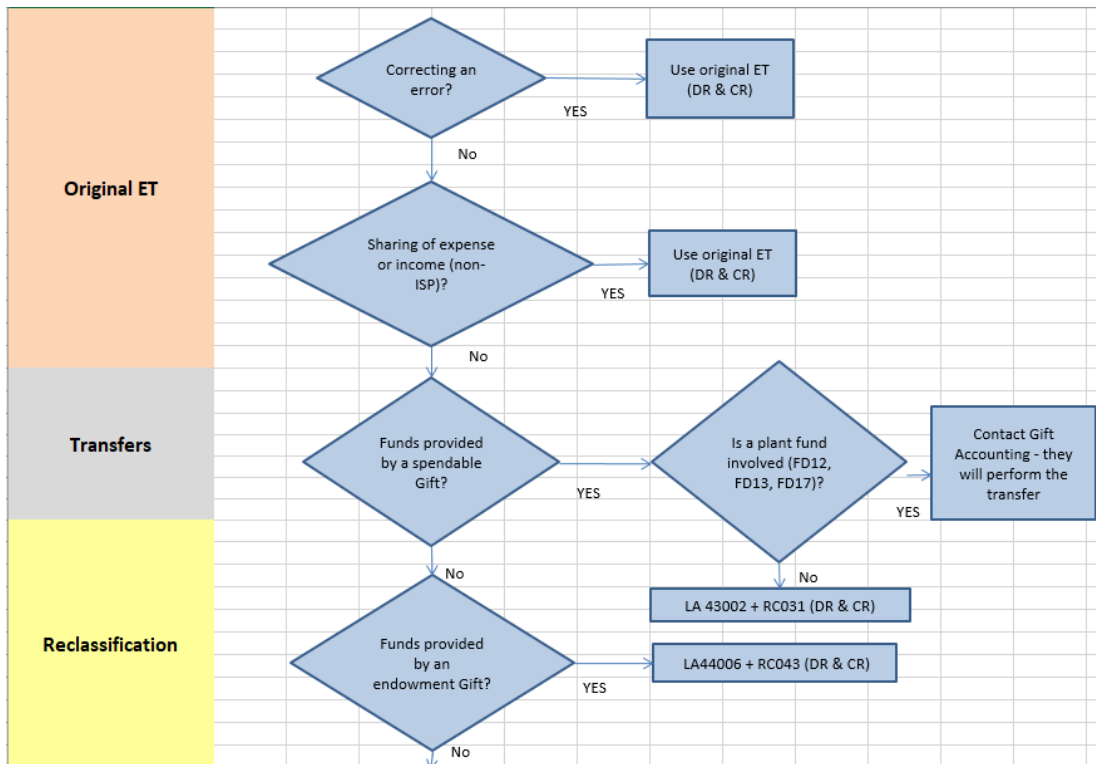 Correcting an
error?
YES
Use original ET
(DR & CR)
No
Original ET
Sharing of expense
or income (non-
ISP)?
YES
Use original ET
(DR & CR)
No
Transfers
Funds provided
by a spendable
Gift?
YES
Is a plant fund
involved (FD12,
FD13, FD17)?
YES
Contact Gift
Accounting - they
will perform the
transfer
No
No
LA 43002 + RC031 (DR & CR)
Reclassification
Funds provided
by an
endowment Gift?
YES
LA44006 + RC043 (DR & CR)
No